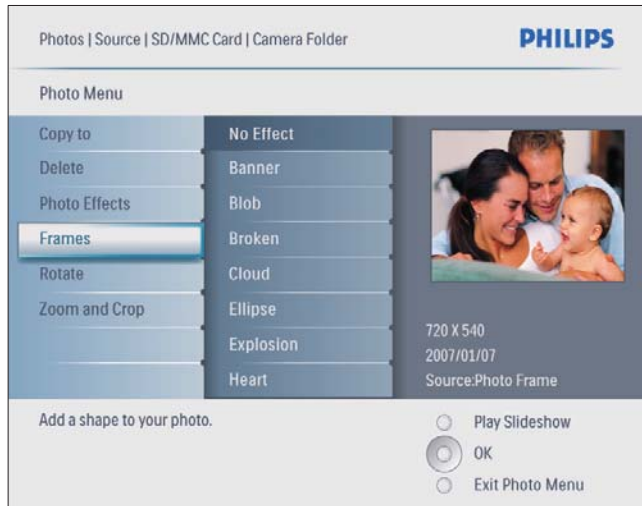 Photos | Source | SD/MMC Card | Camera Folder
PHILIPS
Photo Menu
Copy to
Delete
Photo Effects
Frames
Rotate
Zoom and Crop
No Effect
Banner
Blob
Broken
Cloud
Ellipse
Explosion
Heart
720 X 540
2007/01/07
Source:Photo Frame
Add a shape to your photo.
Play Slideshow
OK
Exit Photo Menu